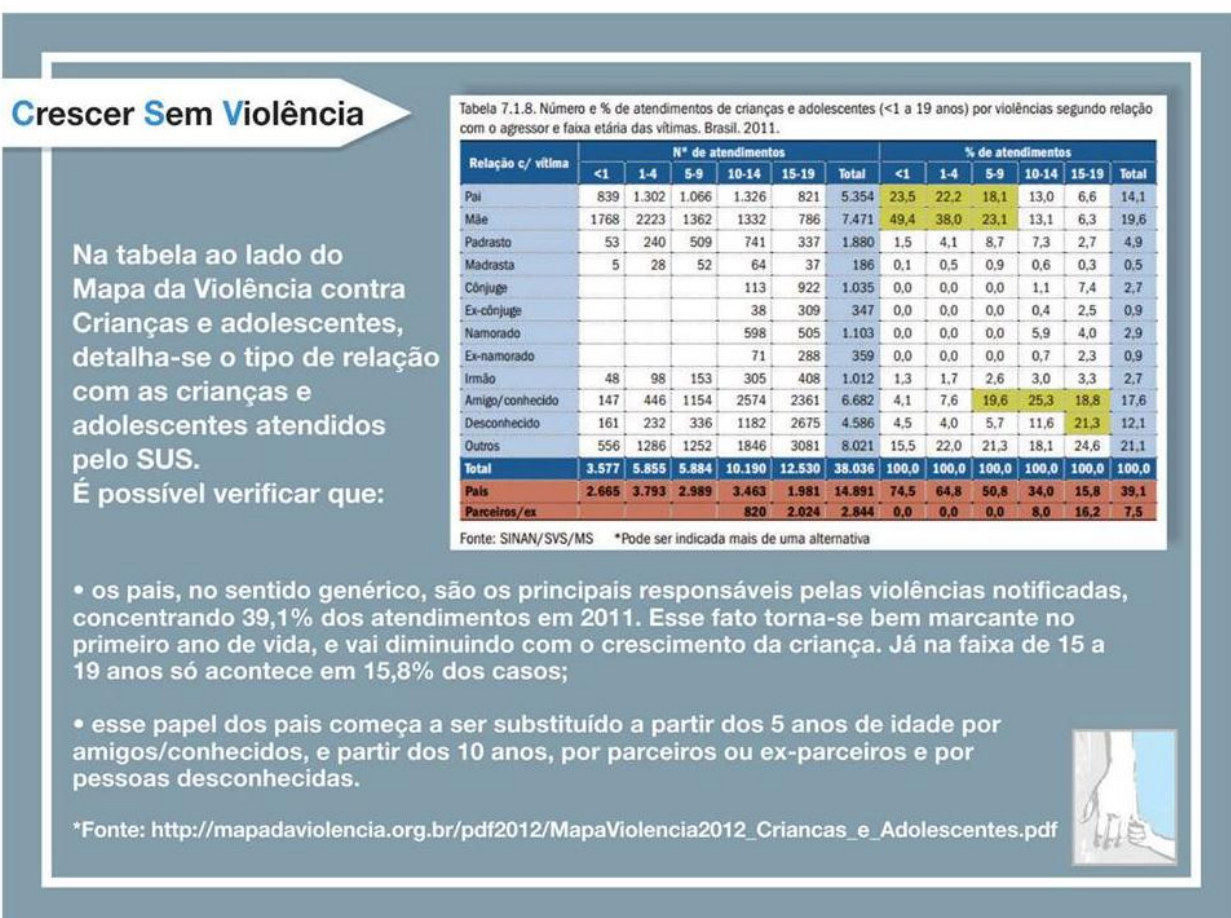 Crescer Sem Violência
Na tabela ao lado do
Mapa da Violência contra
Crianças e adolescentes,
detalha-se o tipo de relação
com as crianças e
adolescentes atendidos
pelo SUS.
É possível verificar que:
Tabela 7.1.8. Número e % de atendimentos de crianças e adolescentes (<1 a 19 anos) por violências segundo relação
com o agressor e faixa etária das vítimas. Brasil. 2011.
Relação c/ vítima N* de atendimentos % de atendimentos
<1 1-4 5-9 10-14 15-19 Total <1 1-4 5-9 10-14 15-19 Total
Pai 839 1.302 1.066 1.326 821 5.354 23,5 22,2 18,1 13,0 6,6 14,1
Mãe 1768 2223 1362 1332 786 7.471 49,4 38,0 23,1 13,1 6,3 19,6
Padrasto 53 240 509 741 337 1.880 1,5 4,1 8,7 7,3 2,7 4,9
Madrasta 5 28 52 64 37 186 0,1 0,5 0,9 0,6 0,3 0,5
Cônjuge 113 922 1.035 0,0 0,0 0,0 1,1 7,4 2,7
Ex-cônjuge 38 309 347 0,0 0,0 0,0 0,4 2,5 0,9
Namorado 598 505 1.103 0,0 0,0 0,0 5,9 4,0 2,9
Ex-namorado 71 288 359 0,0 0,0 0,0 0,7 2,3 0,9
Irmão 48 98 153 305 408 1.012 1,3 1,7 2,6 3,0 3,3 2,7
Amigo/conhecido 147 446 1154 2574 2361 6.682 4,1 7,6 19,6 25,3 18,8 17,6
Desconhecido 161 232 336 1182 2675 4.586 4,5 4,0 5,7 11,6 21,3 12,1
Outros 556 1286 1252 1846 3081 8.021 15,5 22,0 21,3 18,1 24,6 21,1
Total 3.577 5.855 5.884 10.190 12.530 38.036 100,0 100,0 100,0 100,0 100,0 100,0
Pais 2.665 3.793 2.989 3.463 1.981 14.891 74,5 64,8 50,8 34,0 15,8 39,1
Parceiros/ex 820 2.024 2.844 0,0 0,0 0,0 8,0 16,2 7,5
Fonte: SINAN/SVS/MS *Pode ser indicada mais de uma alternativa
• os pais, no sentido genérico, são os principais responsáveis pelas violências notificadas,
concentrando 39,1% dos atendimentos em 2011. Esse fato torna-se bem marcante no
primeiro ano de vida, e vai diminuindo com o crescimento da criança. Já na faixa de 15 a
19 anos só acontece em 15,8% dos casos;
• esse papel dos pais começa a ser substituído a partir dos 5 anos de idade por
amigos/conhecidos, e partir dos 10 anos, por parceiros ou ex-parceiros e por
pessoas desconhecidas.
*Fonte: http://mapadaviolencia.org.br/pdf2012/MapaViolencia2012_Criancas_e_Adolescentes.pdf